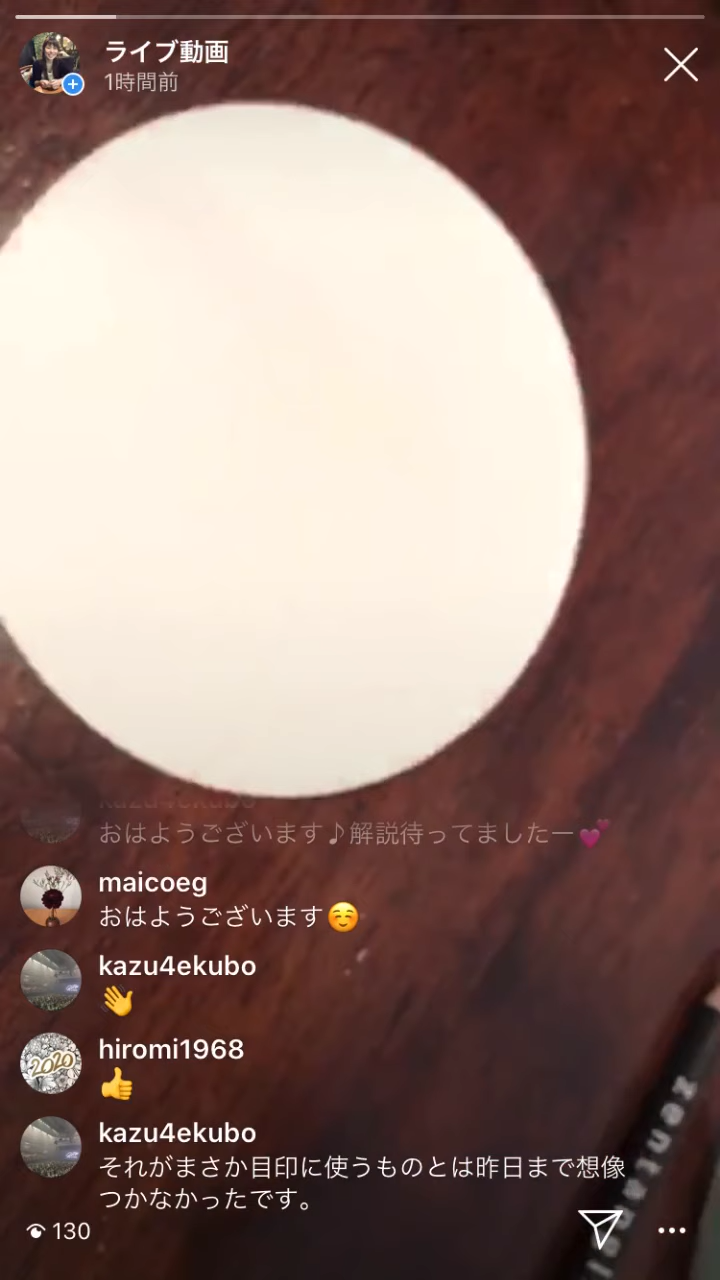 ライブ動画
1時間前
kazu4ekubo
おはようございます♪解説待ってましたー💕
maicoeg
おはようございます☺️
kazu4ekubo
👋
hiromi1968
2020
👍
kazu4ekubo
それがまさか目印に使うものとは昨日まで想像
つかなかったです。
130
zentangl